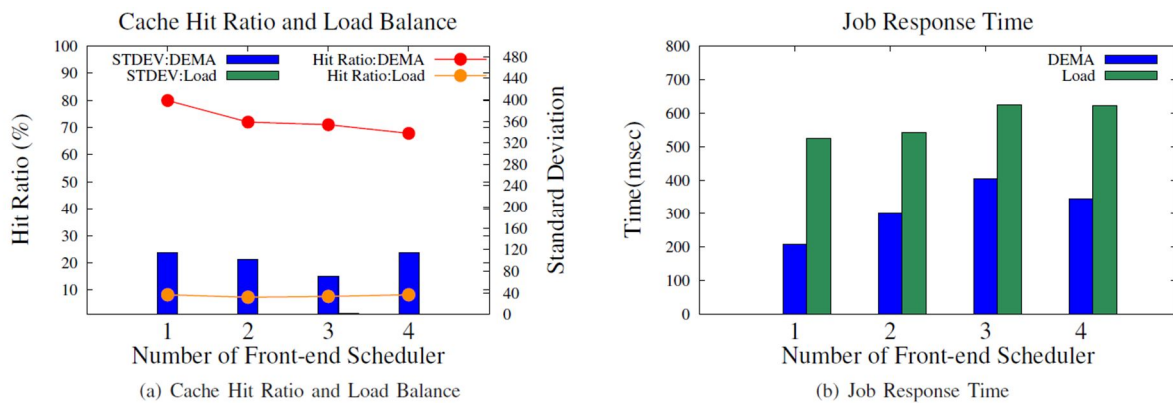 Cache Hit Ratio and Load Balance
STDEV:DEMA
STDEV:Load
Hit Ratio:DEMA
Hit Ratio:Load
Hit Ratio (%)
100
90
80
70
60
50
40
30
20
10
Standard Deviation
480
440
400
360
320
280
240
200
160
120
80
40
0
1 2 3 4
Number of Front-end Scheduler
(a) Cache Hit Ratio and Load Balance
Job Response Time
DEMA
Load
Time(msec)
800
700
600
500
400
300
200
100
0
1 2 3 4
Number of Front-end Scheduler
(b) Job Response Time